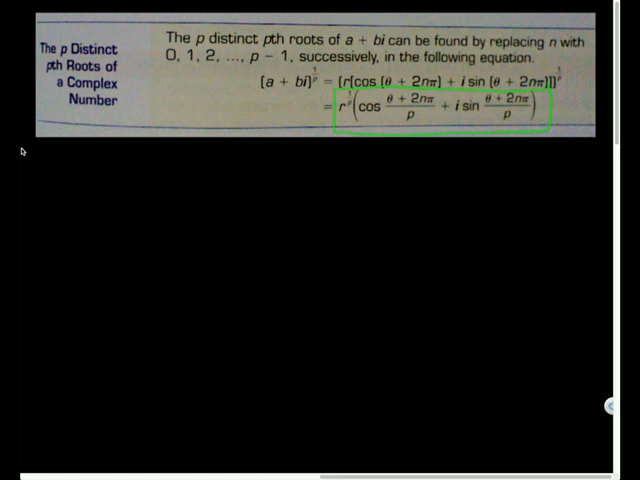 The p Distinct
pth Roots of
a Complex
Number
The p distinct pth roots of a + bi can be found by replacing n with
0, 1, 2, ..., p − 1, successively, in the following equation.
(a + bi)^{1/p} = (r[cos (θ + 2nπ) + i sin (θ + 2nπ)])^{1/p}
= r^{1/p}(cos (θ + 2nπ)/p + i sin (θ + 2nπ)/p)